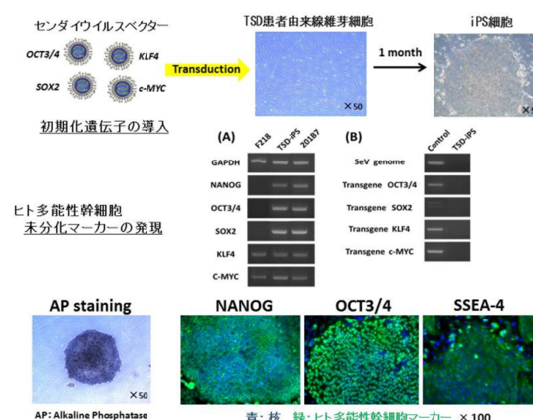 センダイウイルスベクター
OCT3/4
KLF4
SOX2
c-MYC
初期化遺伝子の導入
Transduction
TSD患者由来線維芽細胞
×50
1 month
iPS細胞
(A)
F218
TSD-iPS
201B7
GAPDH
NANOG
OCT3/4
SOX2
KLF4
C-MYC
(B)
Control
TSD-iPS
SeV genome
Transgene OCT3/4
Transgene SOX2
Transgene KLF4
Transgene c-MYC
ヒト多能性幹細胞
未分化マーカーの発現
AP staining
×50
AP: Alkaline Phosphatase
NANOG
OCT3/4
SSEA-4
青: 核 緑: ヒト多能性幹細胞マーカー ×100